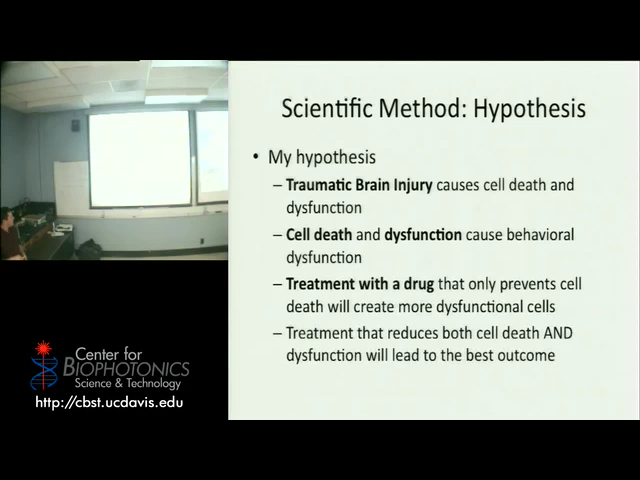 Scientific Method: Hypothesis
• My hypothesis
– Traumatic Brain Injury causes cell death and
dysfunction
– Cell death and dysfunction cause behavioral
dysfunction
– Treatment with a drug that only prevents cell
death will create more dysfunctional cells
– Treatment that reduces both cell death AND
dysfunction will lead to the best outcome
Center for
BIOPHOTONICS
Science & Technology
http://cbst.ucdavis.edu